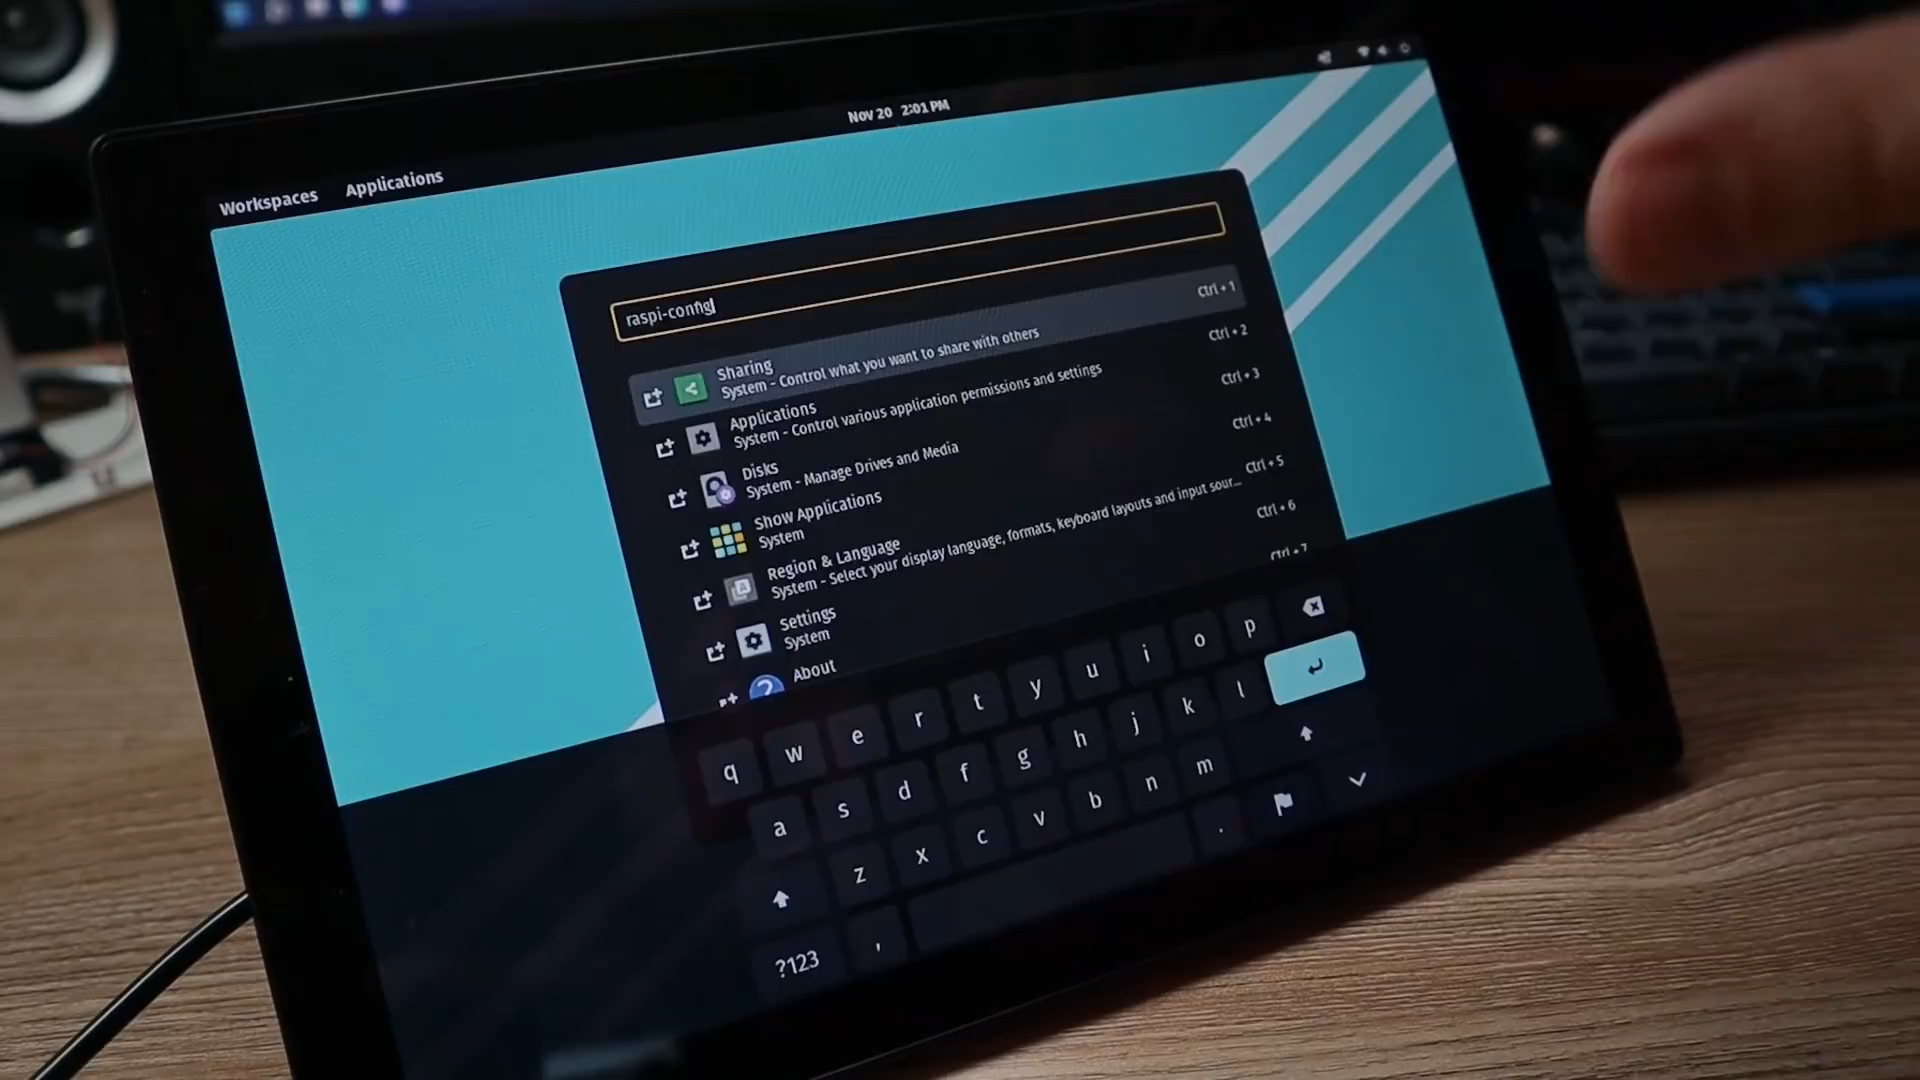 Nov 20 2:01 PM
Workspaces Applications
raspi-config
Sharing
System - Control what you want to share with others
Ctrl + 1
Applications
System - Control various application permissions and settings
Ctrl + 2
Disks
System - Manage Drives and Media
Ctrl + 3
Show Applications
System
Ctrl + 4
Region & Language
System - Select your display language, formats, keyboard layouts and input sour...
Ctrl + 5
Settings
System
Ctrl + 6
About
Ctrl + 7
q w e r t y u i o p
a s d f g h j k l
z x c v b n m
?123 , .